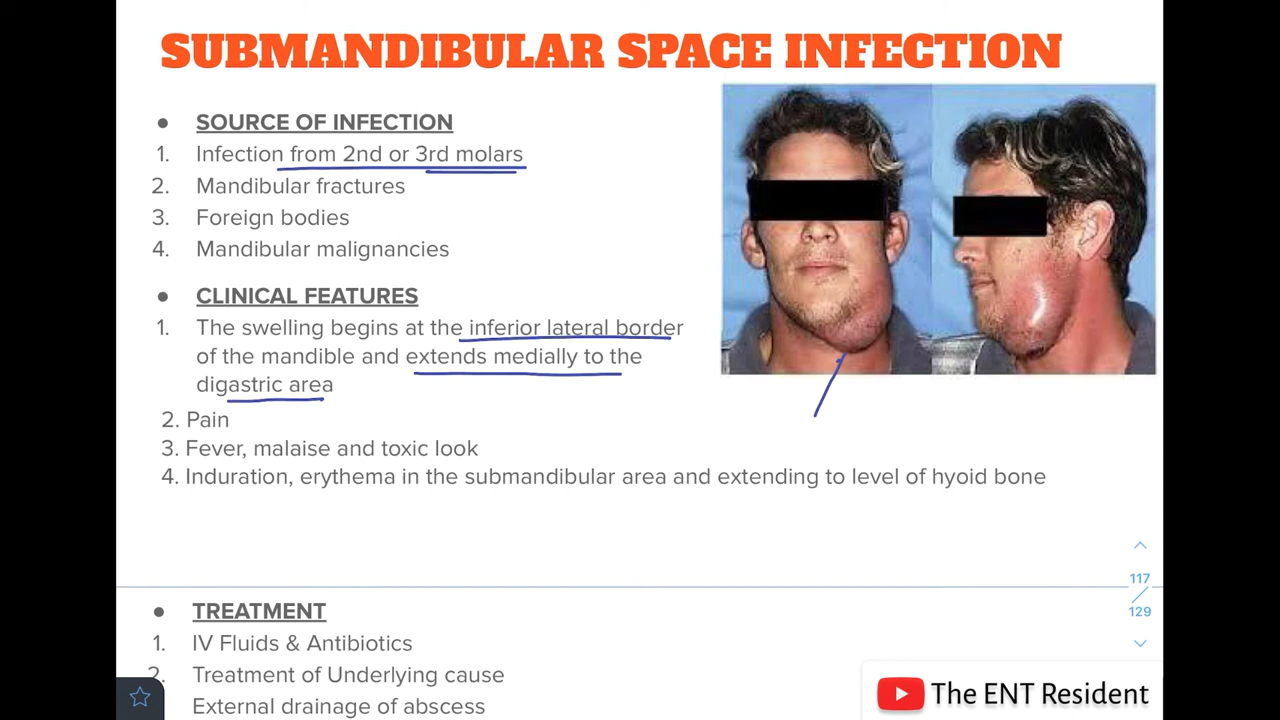 SUBMANDIBULAR SPACE INFECTION
● SOURCE OF INFECTION
1. Infection from 2nd or 3rd molars
2. Mandibular fractures
3. Foreign bodies
4. Mandibular malignancies
● CLINICAL FEATURES
1. The swelling begins at the inferior lateral border
of the mandible and extends medially to the
digastric area
2. Pain
3. Fever, malaise and toxic look
4. Induration, erythema in the submandibular area and extending to level of hyoid bone
117
129
● TREATMENT
1. IV Fluids & Antibiotics
2. Treatment of Underlying cause
External drainage of abscess
The ENT Resident